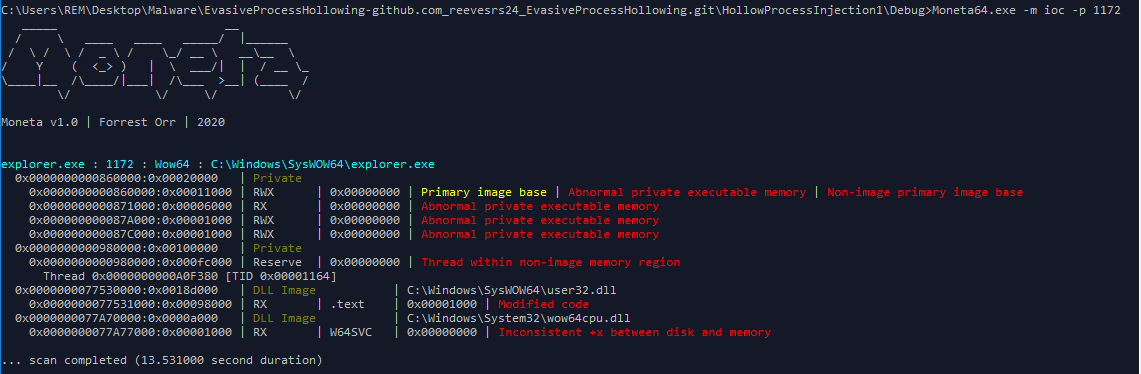 C:\Users\REM\Desktop\Malware\EvasiveProcessHollowing-github.com_reevesrs24_EvasiveProcessHollowing.git\HollowProcessInjection1\Debug>Moneta64.exe -m ioc -p 1172
Moneta
Moneta v1.0 | Forrest Orr | 2020
explorer.exe : 1172 : Wow64 : C:\Windows\SysWOW64\explorer.exe
0x0000000000860000:0x00020000 | Private
0x0000000000860000:0x00011000 | RWX | 0x00000000 | Primary image base | Abnormal private executable memory | Non-image primary image base
0x0000000000871000:0x00006000 | RX | 0x00000000 | Abnormal private executable memory
0x000000000087A000:0x00001000 | RWX | 0x00000000 | Abnormal private executable memory
0x000000000087C000:0x00001000 | RWX | 0x00000000 | Abnormal private executable memory
0x0000000000980000:0x00100000 | Private
0x0000000000980000:0x000fc000 | Reserve | 0x00000000 | Thread within non-image memory region
Thread 0x0000000000A0F380 [TID 0x00001164]
0x0000000077530000:0x0018d000 | DLL Image | C:\Windows\SysWOW64\user32.dll
0x0000000077531000:0x00098000 | RX | .text | 0x00001000 | Modified code
0x0000000077A70000:0x0000a000 | DLL Image | C:\Windows\System32\wow64cpu.dll
0x0000000077A77000:0x00001000 | RX | W64SVC | 0x00000000 | Inconsistent +x between disk and memory
... scan completed (13.531000 second duration)